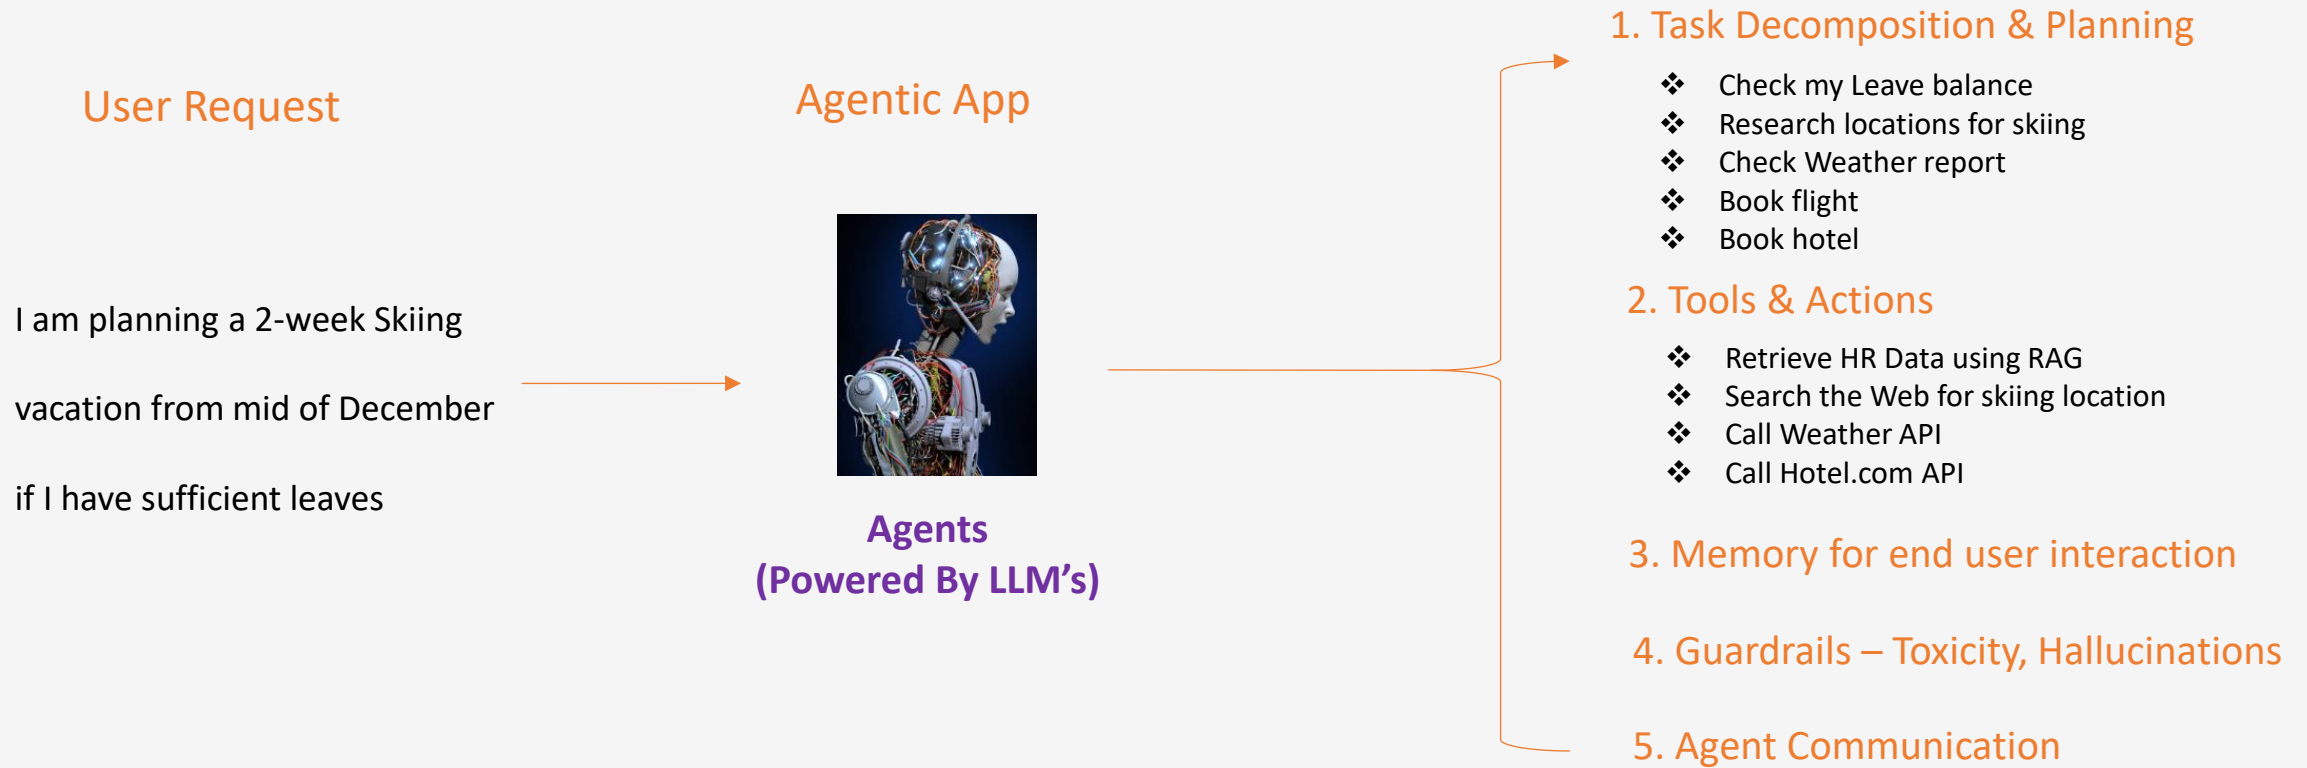 User Request
I am planning a 2-week Skiing
vacation from mid of December
if I have sufficient leaves
Agentic App
Agents
(Powered By LLM’s)
1. Task Decomposition & Planning
❖ Check my Leave balance
❖ Research locations for skiing
❖ Check Weather report
❖ Book flight
❖ Book hotel
2. Tools & Actions
❖ Retrieve HR Data using RAG
❖ Search the Web for skiing location
❖ Call Weather API
❖ Call Hotel.com API
3. Memory for end user interaction
4. Guardrails – Toxicity, Hallucinations
5. Agent Communication